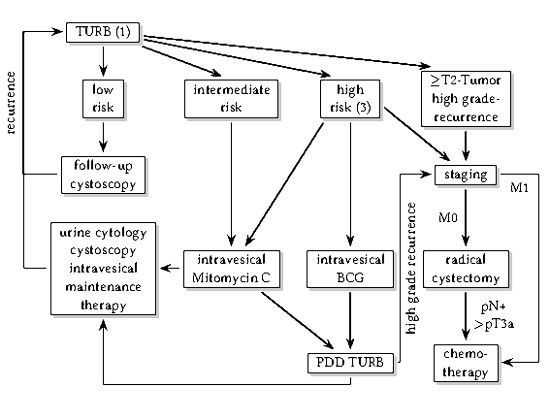 TURB (1)
low
risk
intermediate
risk
high
risk (3)
≥T2-Tumor
high grade-
recurrence
recurrence
follow-up
cystoscopy
staging
M1
M0
urine cytology
cystoscopy
intravesical
maintenance
therapy
intravesical
Mitomycin C
intravesical
BCG
high grade recurrence
radical
cystectomy
pN+
>pT3a
PDD TURB
chemo-
therapy